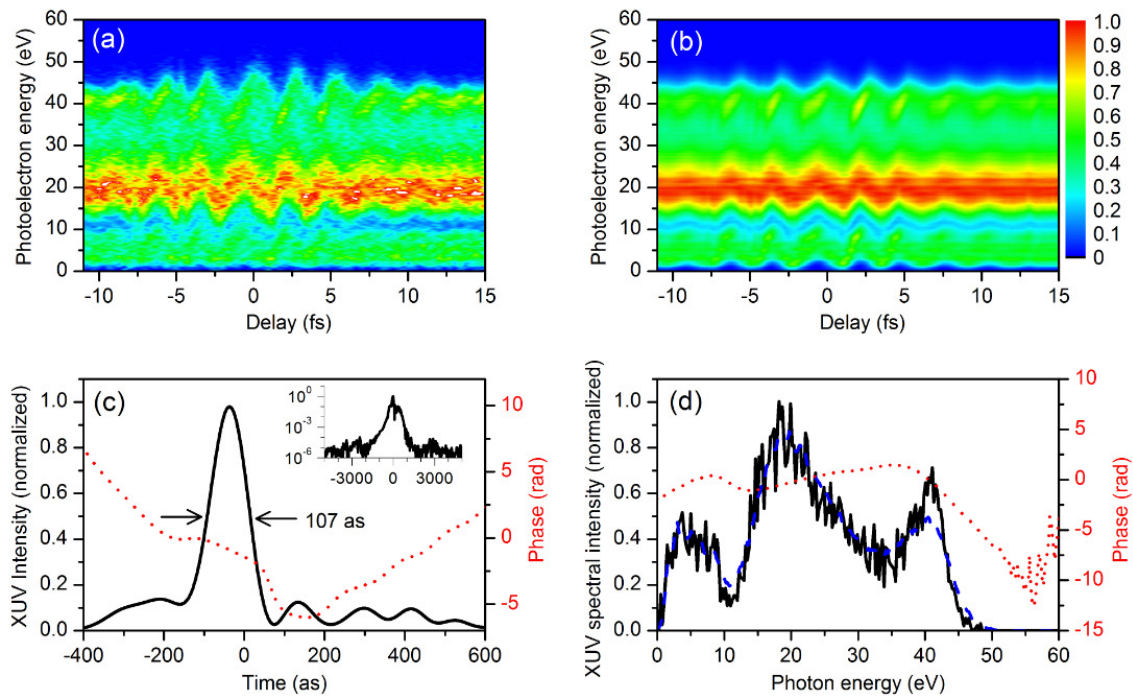 (a)
Photoelectron energy (eV)
60
50
40
30
20
10
0
-10 -5 0 5 10 15
Delay (fs)
(b)
Photoelectron energy (eV)
60
50
40
30
20
10
0
-10 -5 0 5 10 15
Delay (fs)
1.0
0.9
0.8
0.7
0.6
0.5
0.4
0.3
0.2
0.1
0
(c)
XUV Intensity (normalized)
1.0
0.8
0.6
0.4
0.2
0.0
-400 -200 0 200 400 600
Time (as)
10
5
0
-5
Phase (rad)
107 as
10^0
10^-3
10^-6
-3000 0 3000
(d)
XUV spectral intensity (normalized)
1.0
0.8
0.6
0.4
0.2
0.0
0 10 20 30 40 50 60
Photon energy (eV)
10
5
0
-5
-10
-15
Phase (rad)